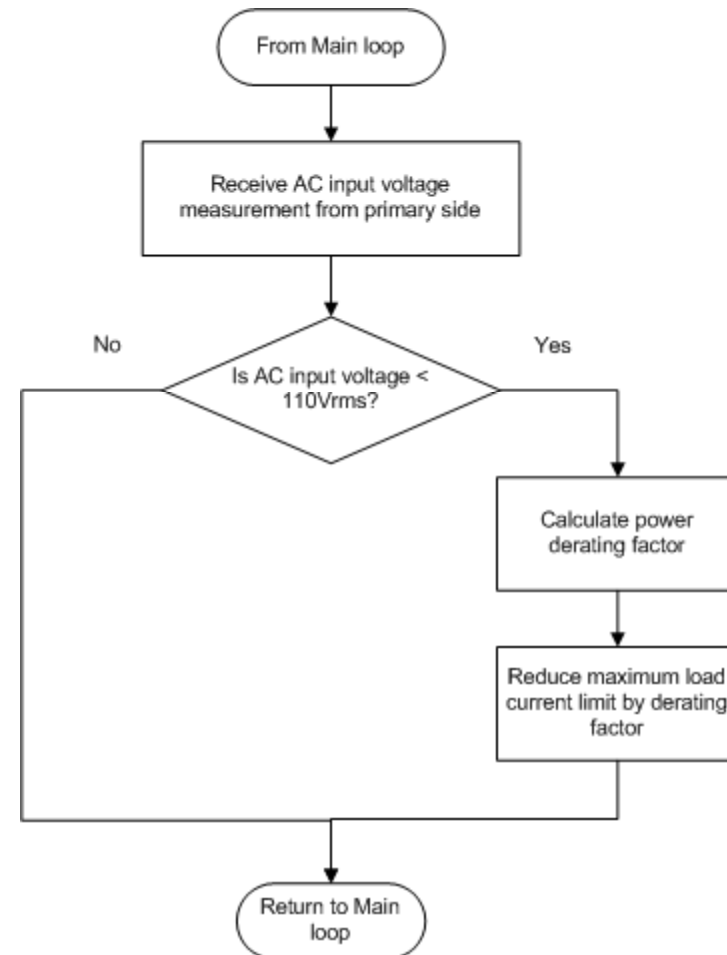 From Main loop
Receive AC input voltage
measurement from primary side
No
Yes
Is AC input voltage <
110Vrms?
Calculate power
derating factor
Reduce maximum load
current limit by derating
factor
Return to Main
loop